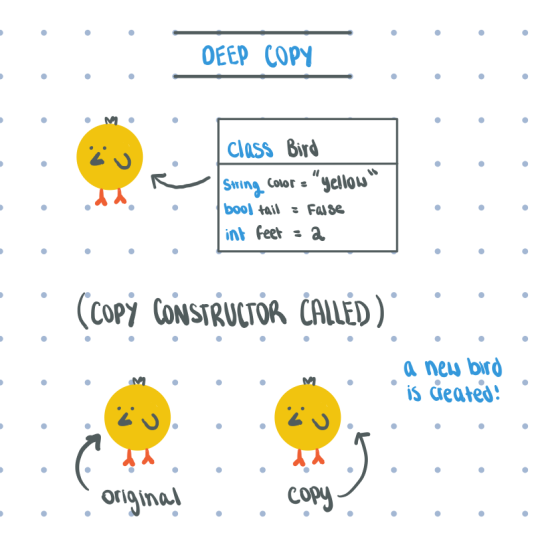 DEEP COPY
class Bird
String color = "yellow"
bool tail = False
int feet = 2
(COPY CONSTRUCTOR CALLED)
a new bird
is created!
original
copy